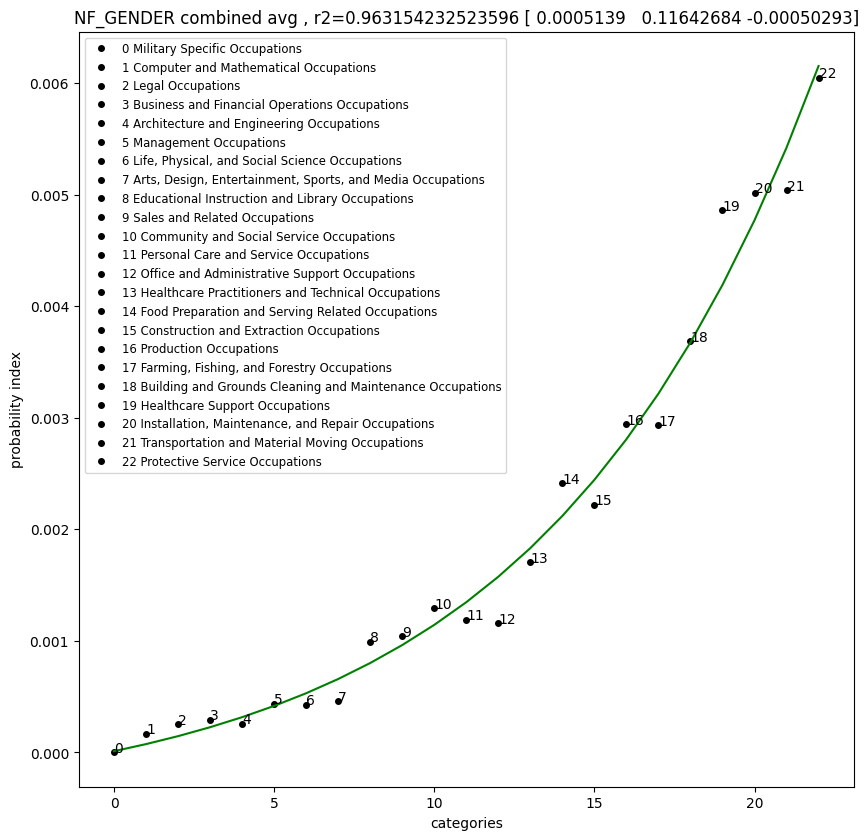 NF_GENDER combined avg , r2=0.963154232523596 [ 0.0005139   0.11642684 -0.00050293]
0 Military Specific Occupations
1 Computer and Mathematical Occupations
2 Legal Occupations
3 Business and Financial Operations Occupations
4 Architecture and Engineering Occupations
5 Management Occupations
6 Life, Physical, and Social Science Occupations
7 Arts, Design, Entertainment, Sports, and Media Occupations
8 Educational Instruction and Library Occupations
9 Sales and Related Occupations
10 Community and Social Service Occupations
11 Personal Care and Service Occupations
12 Office and Administrative Support Occupations
13 Healthcare Practitioners and Technical Occupations
14 Food Preparation and Serving Related Occupations
15 Construction and Extraction Occupations
16 Production Occupations
17 Farming, Fishing, and Forestry Occupations
18 Building and Grounds Cleaning and Maintenance Occupations
19 Healthcare Support Occupations
20 Installation, Maintenance, and Repair Occupations
21 Transportation and Material Moving Occupations
22 Protective Service Occupations
probability index
0.006
0.005
0.004
0.003
0.002
0.001
0.000
0
1
2
3
4
5
6
7
8
9
10
11
12
13
14
15
16
17
18
19
20
21
22
0
5
10
15
20
categories